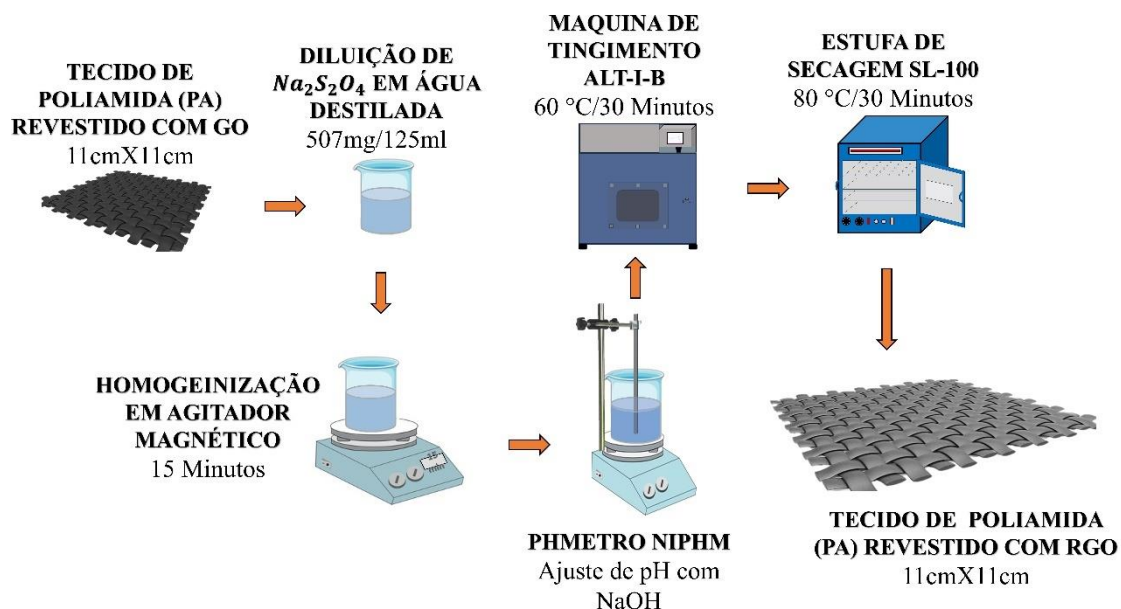 TECIDO DE
POLIAMIDA (PA)
REVESTIDO COM GO
11cmX11cm
DILUIÇÃO DE
Na₂S₂O₄ EM ÁGUA
DESTILADA
507mg/125ml
HOMOGEINIZAÇÃO
EM AGITADOR
MAGNÉTICO
15 Minutos
PHMETRO NIPHM
Ajuste de pH com
NaOH
MAQUINA DE
TINGIMENTO
ALT-I-B
60 °C/30 Minutos
ESTUFA DE
SECAGEM SL-100
80 °C/30 Minutos
TECIDO DE POLIAMIDA
(PA) REVESTIDO COM RGO
11cmX11cm